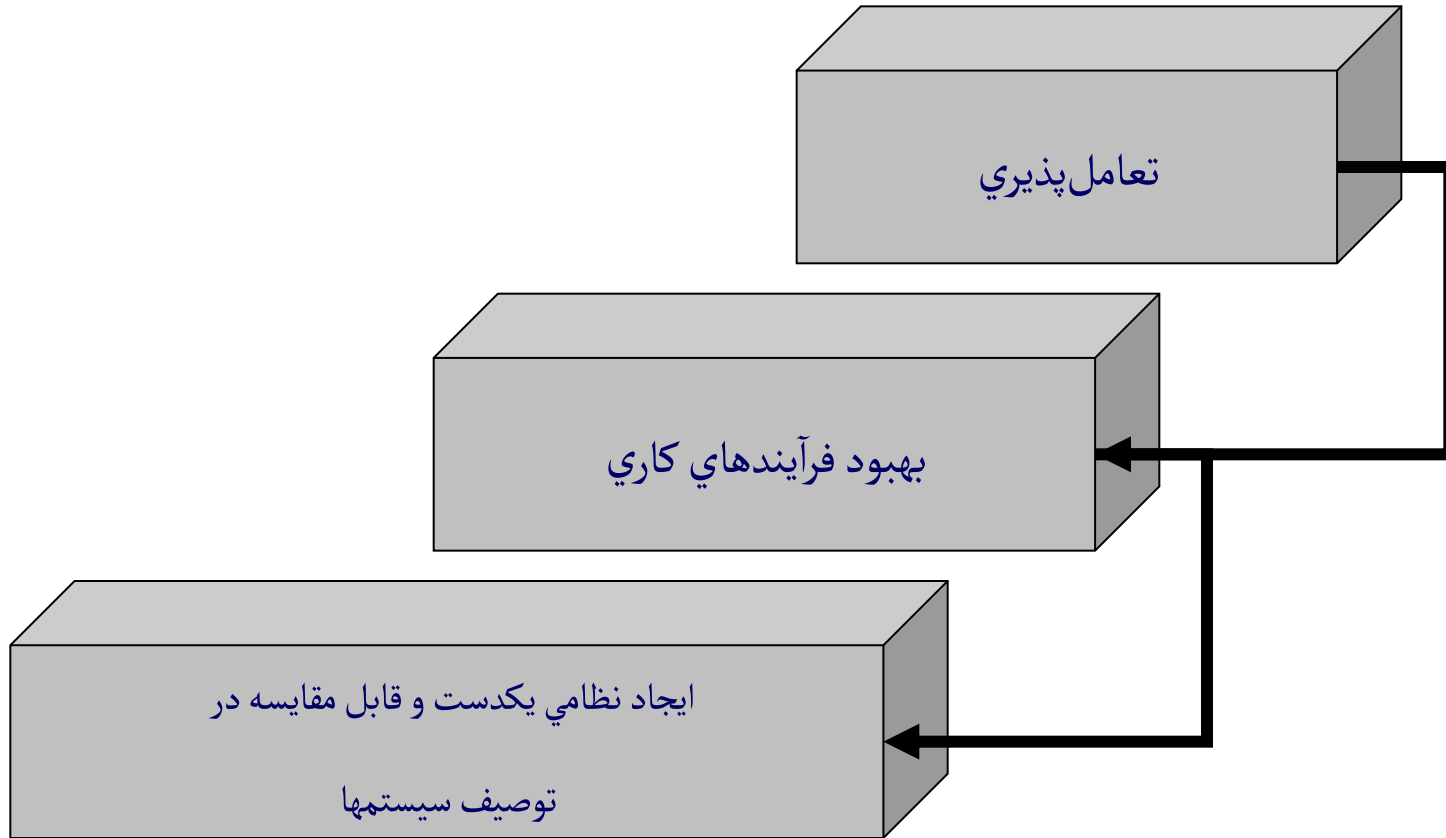 تعامل‌پذيري
بهبود فرآيندهاي كاري
ايجاد نظامي يكدست و قابل مقايسه در
توصيف سيستمها